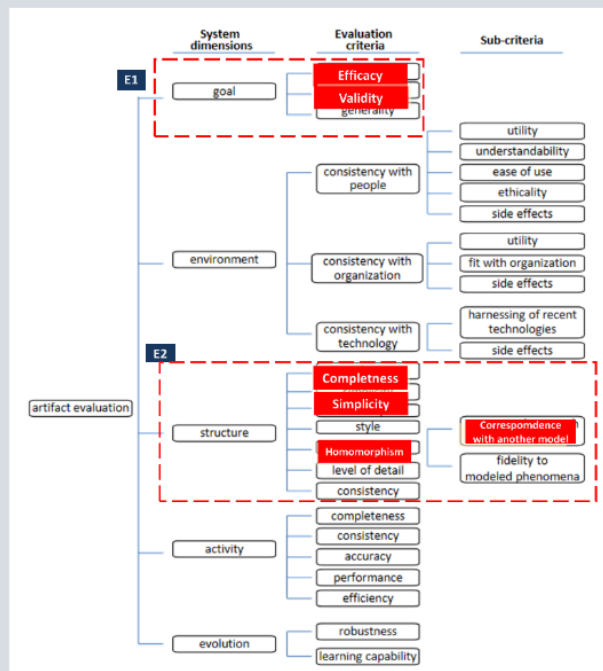 System dimensions
Evaluation criteria
Sub-criteria
E1
goal
Efficacy
Validity
generality
utility
understandability
consistency with people
ease of use
ethicality
side effects
utility
environment
consistency with organization
fit with organization
side effects
harnessing of recent technologies
consistency with technology
side effects
E2
Completness
Simplicity
artifact evaluation
structure
style
Correspomdence with another model
Homomorphism
level of detail
fidelity to modeled phenomena
consistency
completeness
consistency
activity
accuracy
performance
efficiency
robustness
evolution
learning capability